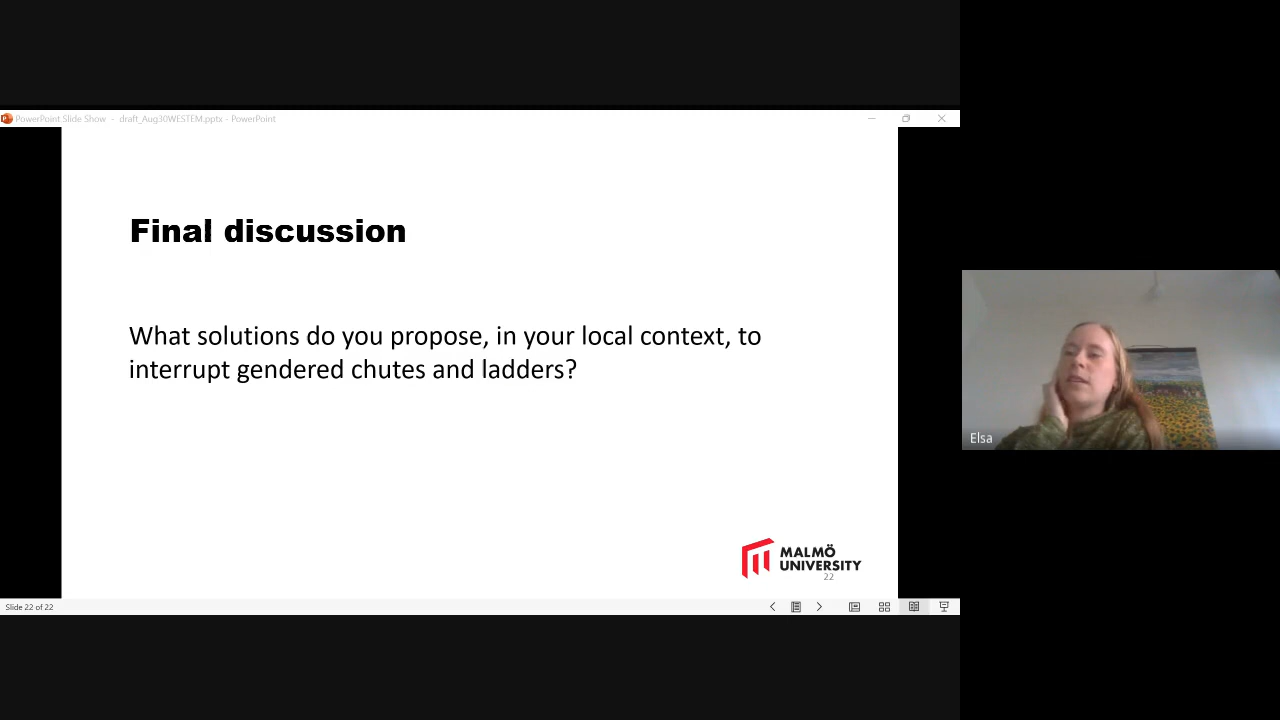 PowerPoint Slide Show - draft_Aug30WESTEM.pptx - PowerPoint
Final discussion
What solutions do you propose, in your local context, to
interrupt gendered chutes and ladders?
MALMÖ
UNIVERSITY
22
Slide 22 of 22
Elsa